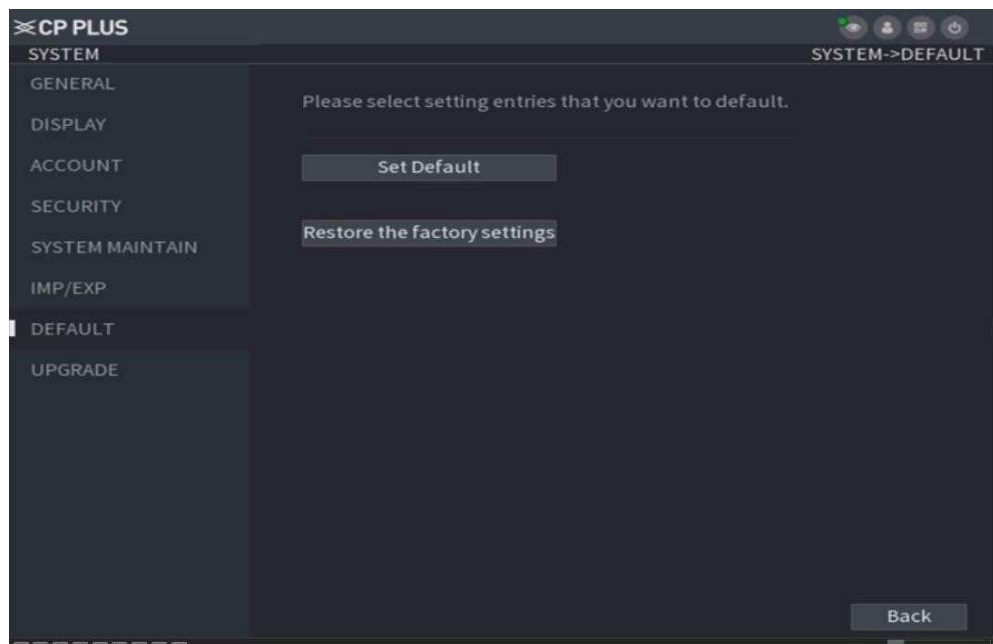 CP PLUS
SYSTEM SYSTEM->DEFAULT
GENERAL
DISPLAY
ACCOUNT
SECURITY
SYSTEM MAINTAIN
IMP/EXP
DEFAULT
UPGRADE
Please select setting entries that you want to default.
Set Default
Restore the factory settings
Back